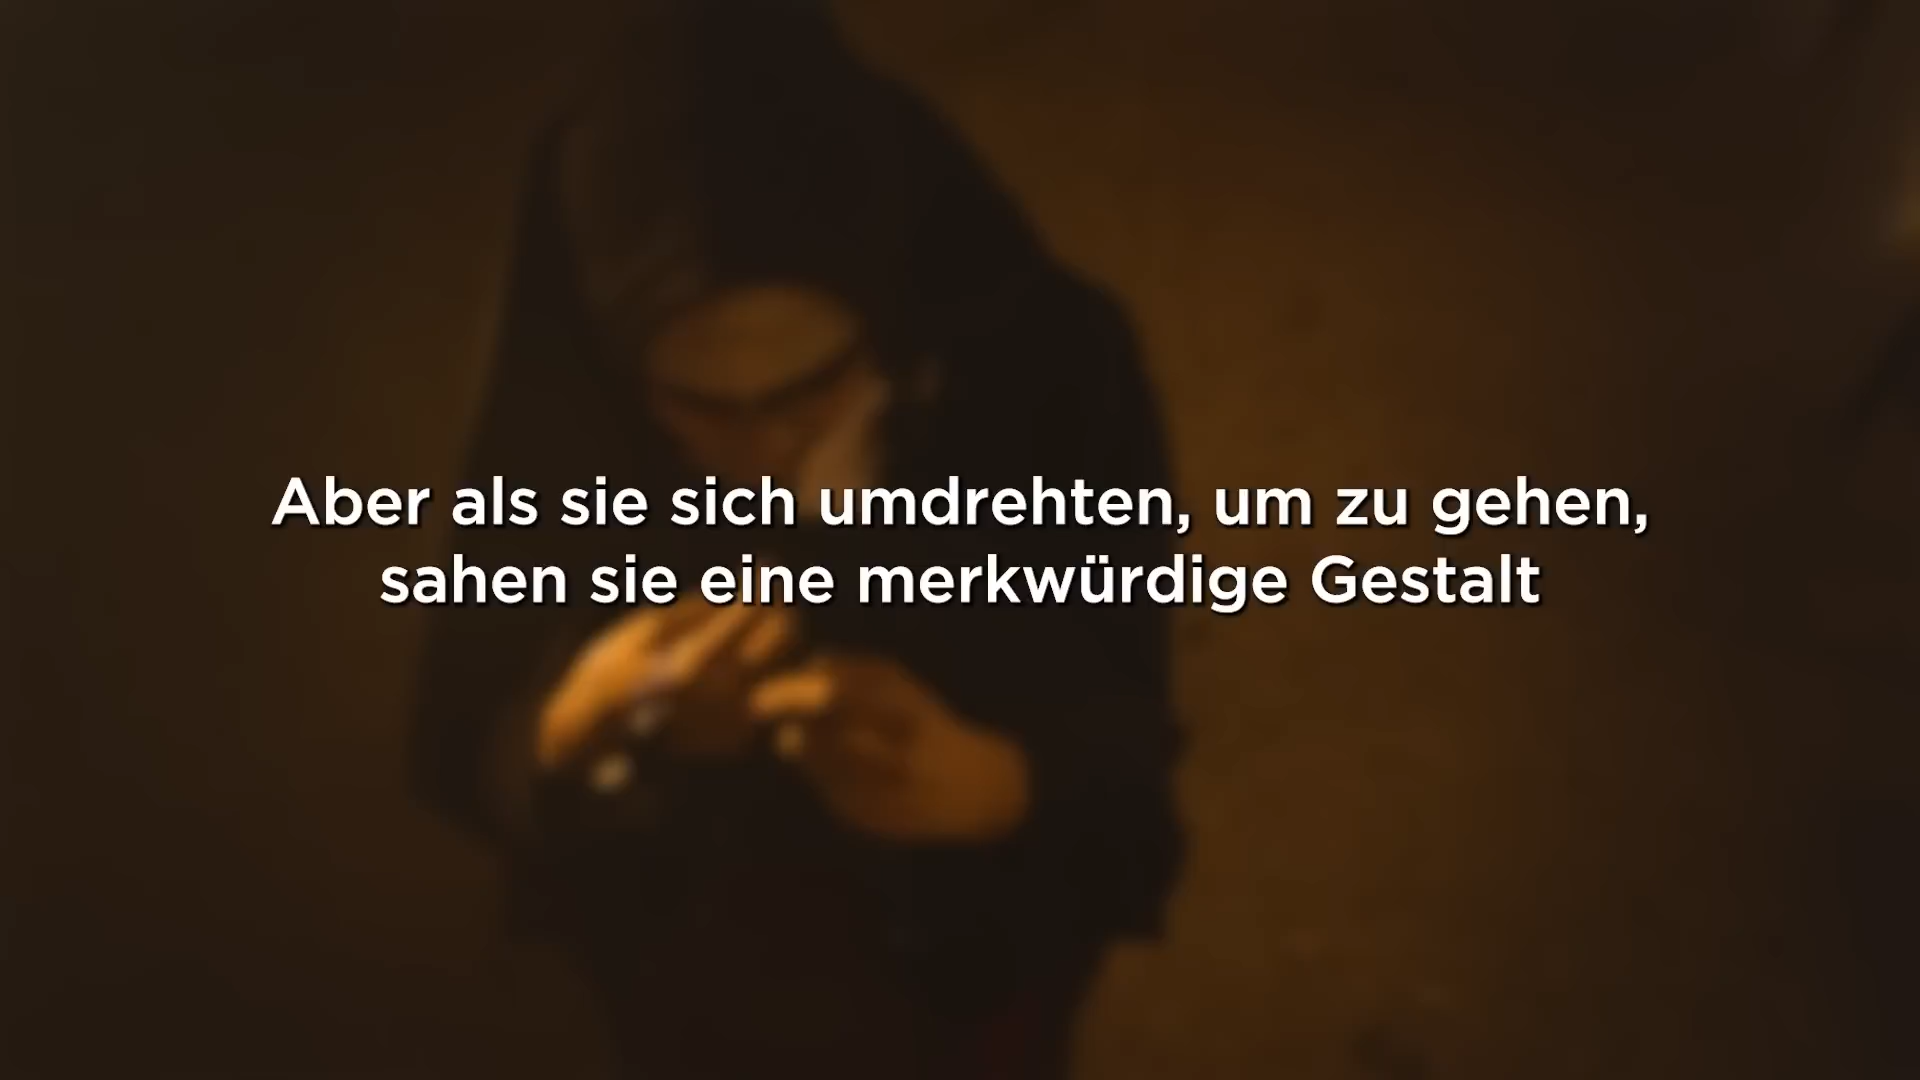 Aber als sie sich umdrehten, um zu gehen,
sahen sie eine merkwürdige Gestalt